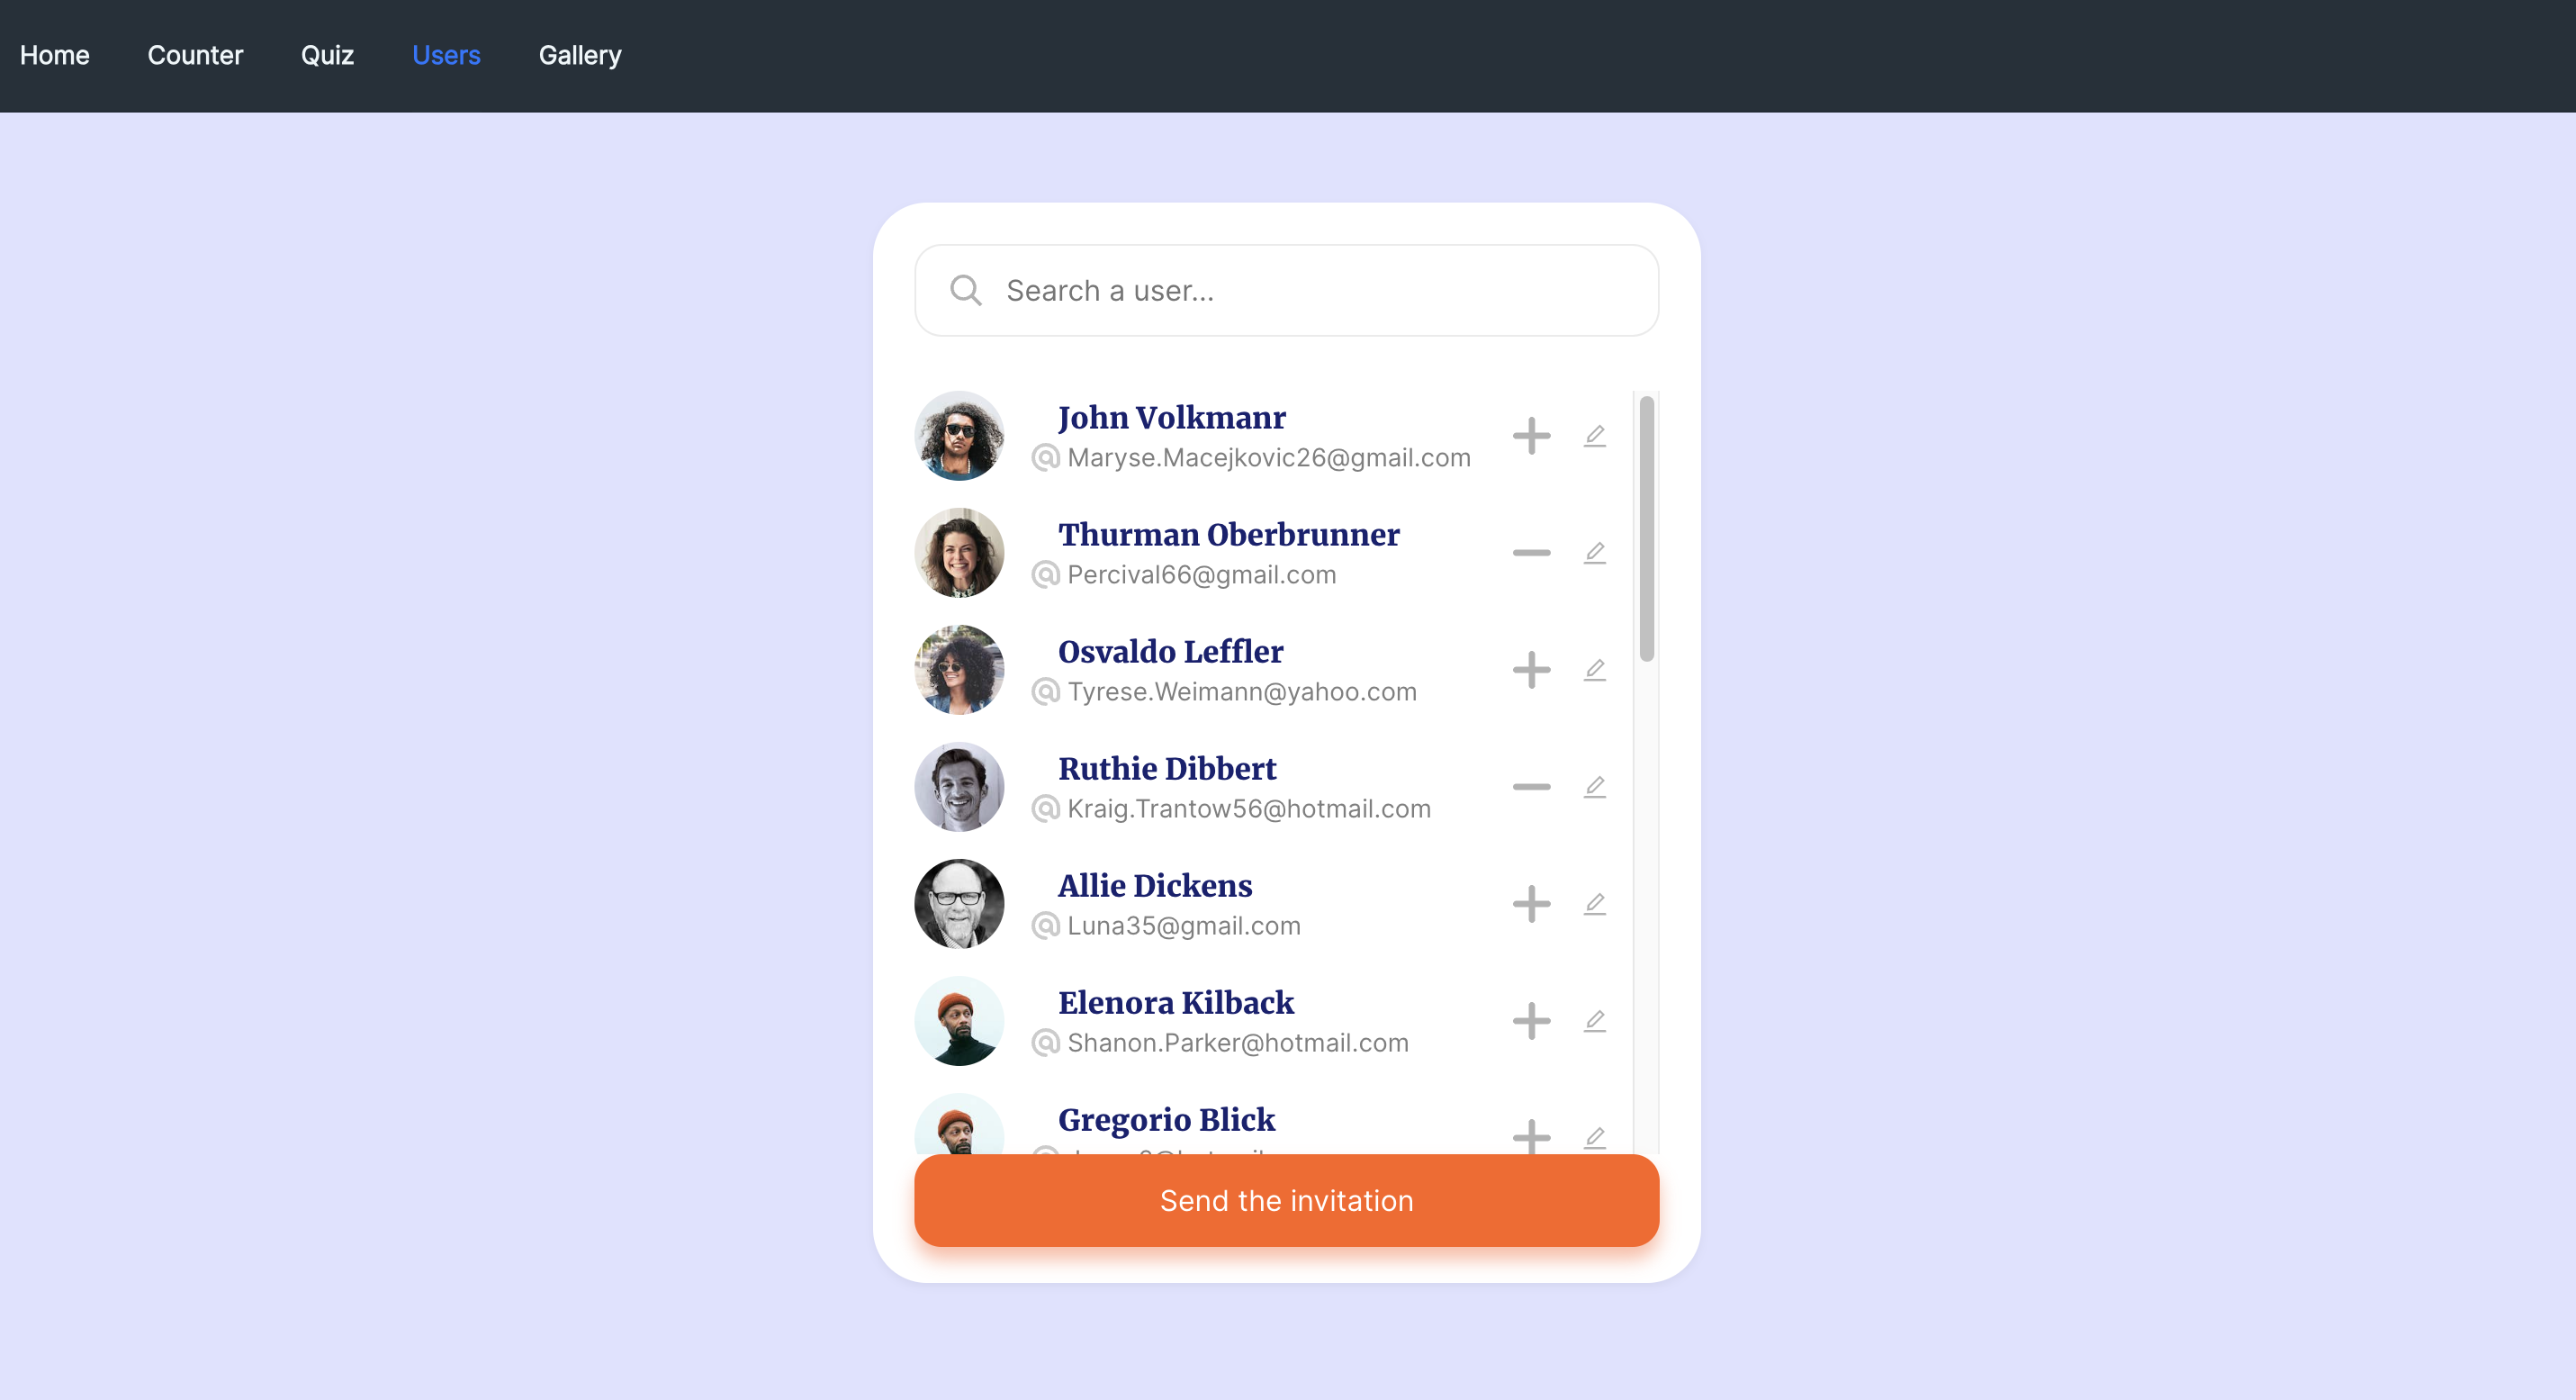 Home Counter Quiz Users Gallery
Search a user...
John Volkmanr
Maryse.Macejkovic26@gmail.com
Thurman Oberbrunner
Percival66@gmail.com
Osvaldo Leffler
Tyrese.Weimann@yahoo.com
Ruthie Dibbert
Kraig.Trantow56@hotmail.com
Allie Dickens
Luna35@gmail.com
Elenora Kilback
Shanon.Parker@hotmail.com
Gregorio Blick
Send the invitation